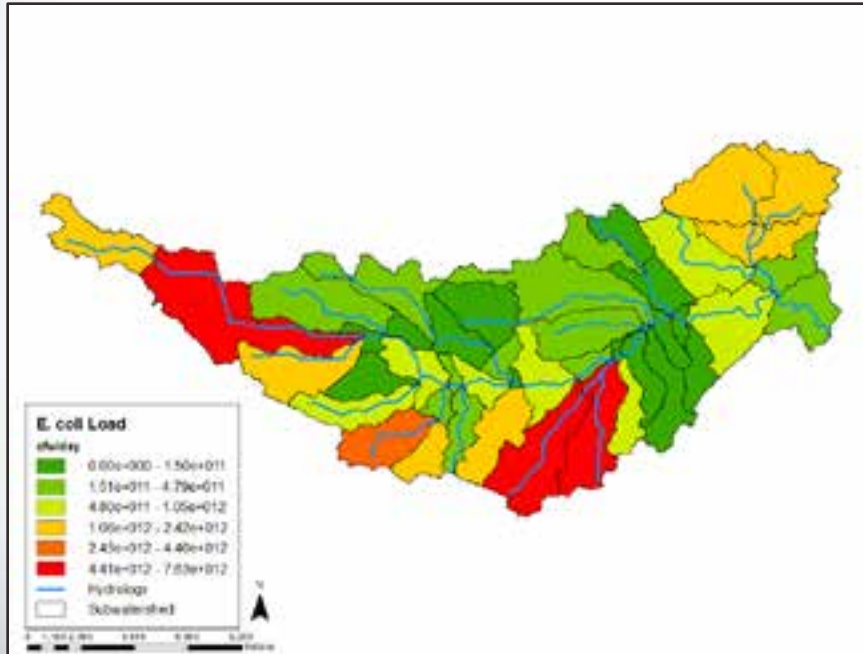 E. coli Load
cfu/day
0.00e+000 - 1.50e+011
1.51e+011 - 4.79e+011
4.80e+011 - 1.05e+012
1.06e+012 - 2.42e+012
2.43e+012 - 4.40e+012
4.41e+012 - 7.63e+012
Hydrology
Subwatershed
N
0